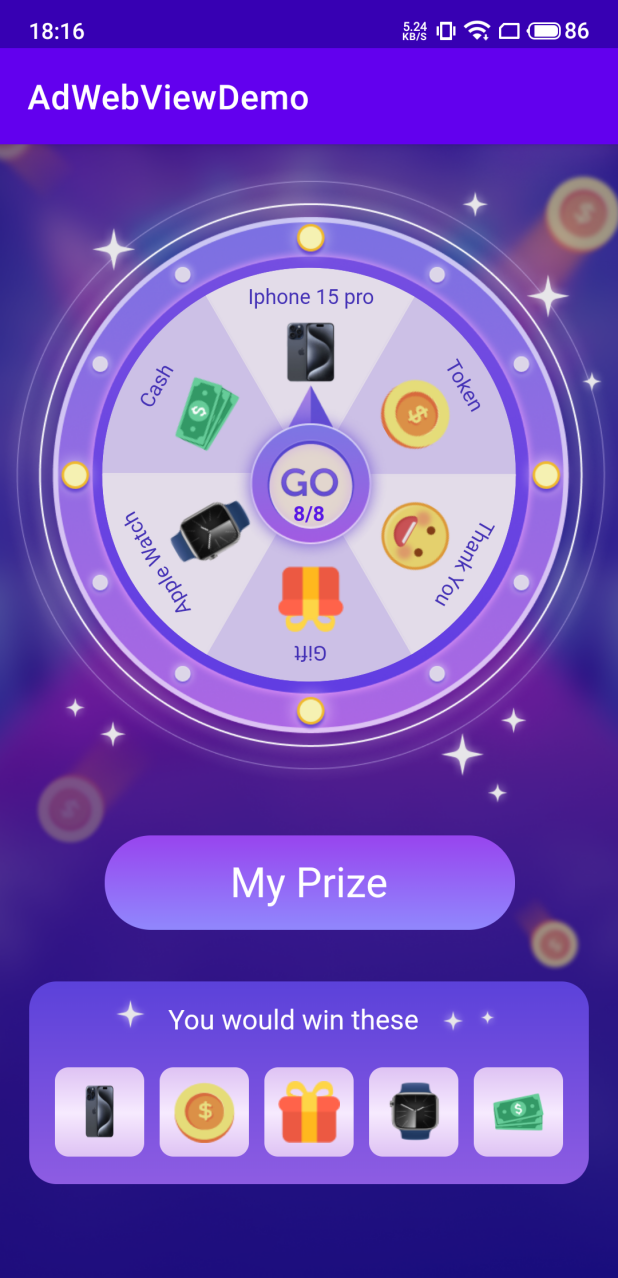 18:16
5.24
KB/S
86
AdWebViewDemo
Iphone 15 pro
Cash
Token
Apple Watch
Thank You
Gift
GO
8/8
My Prize
You would win these